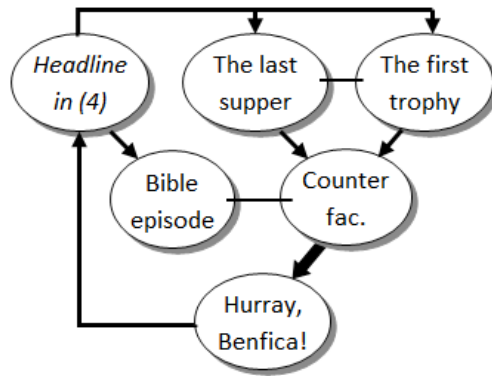 Headline
in (4)
The last
supper
The first
trophy
Bible
episode
Counter
fac.
Hurray,
Benfica!